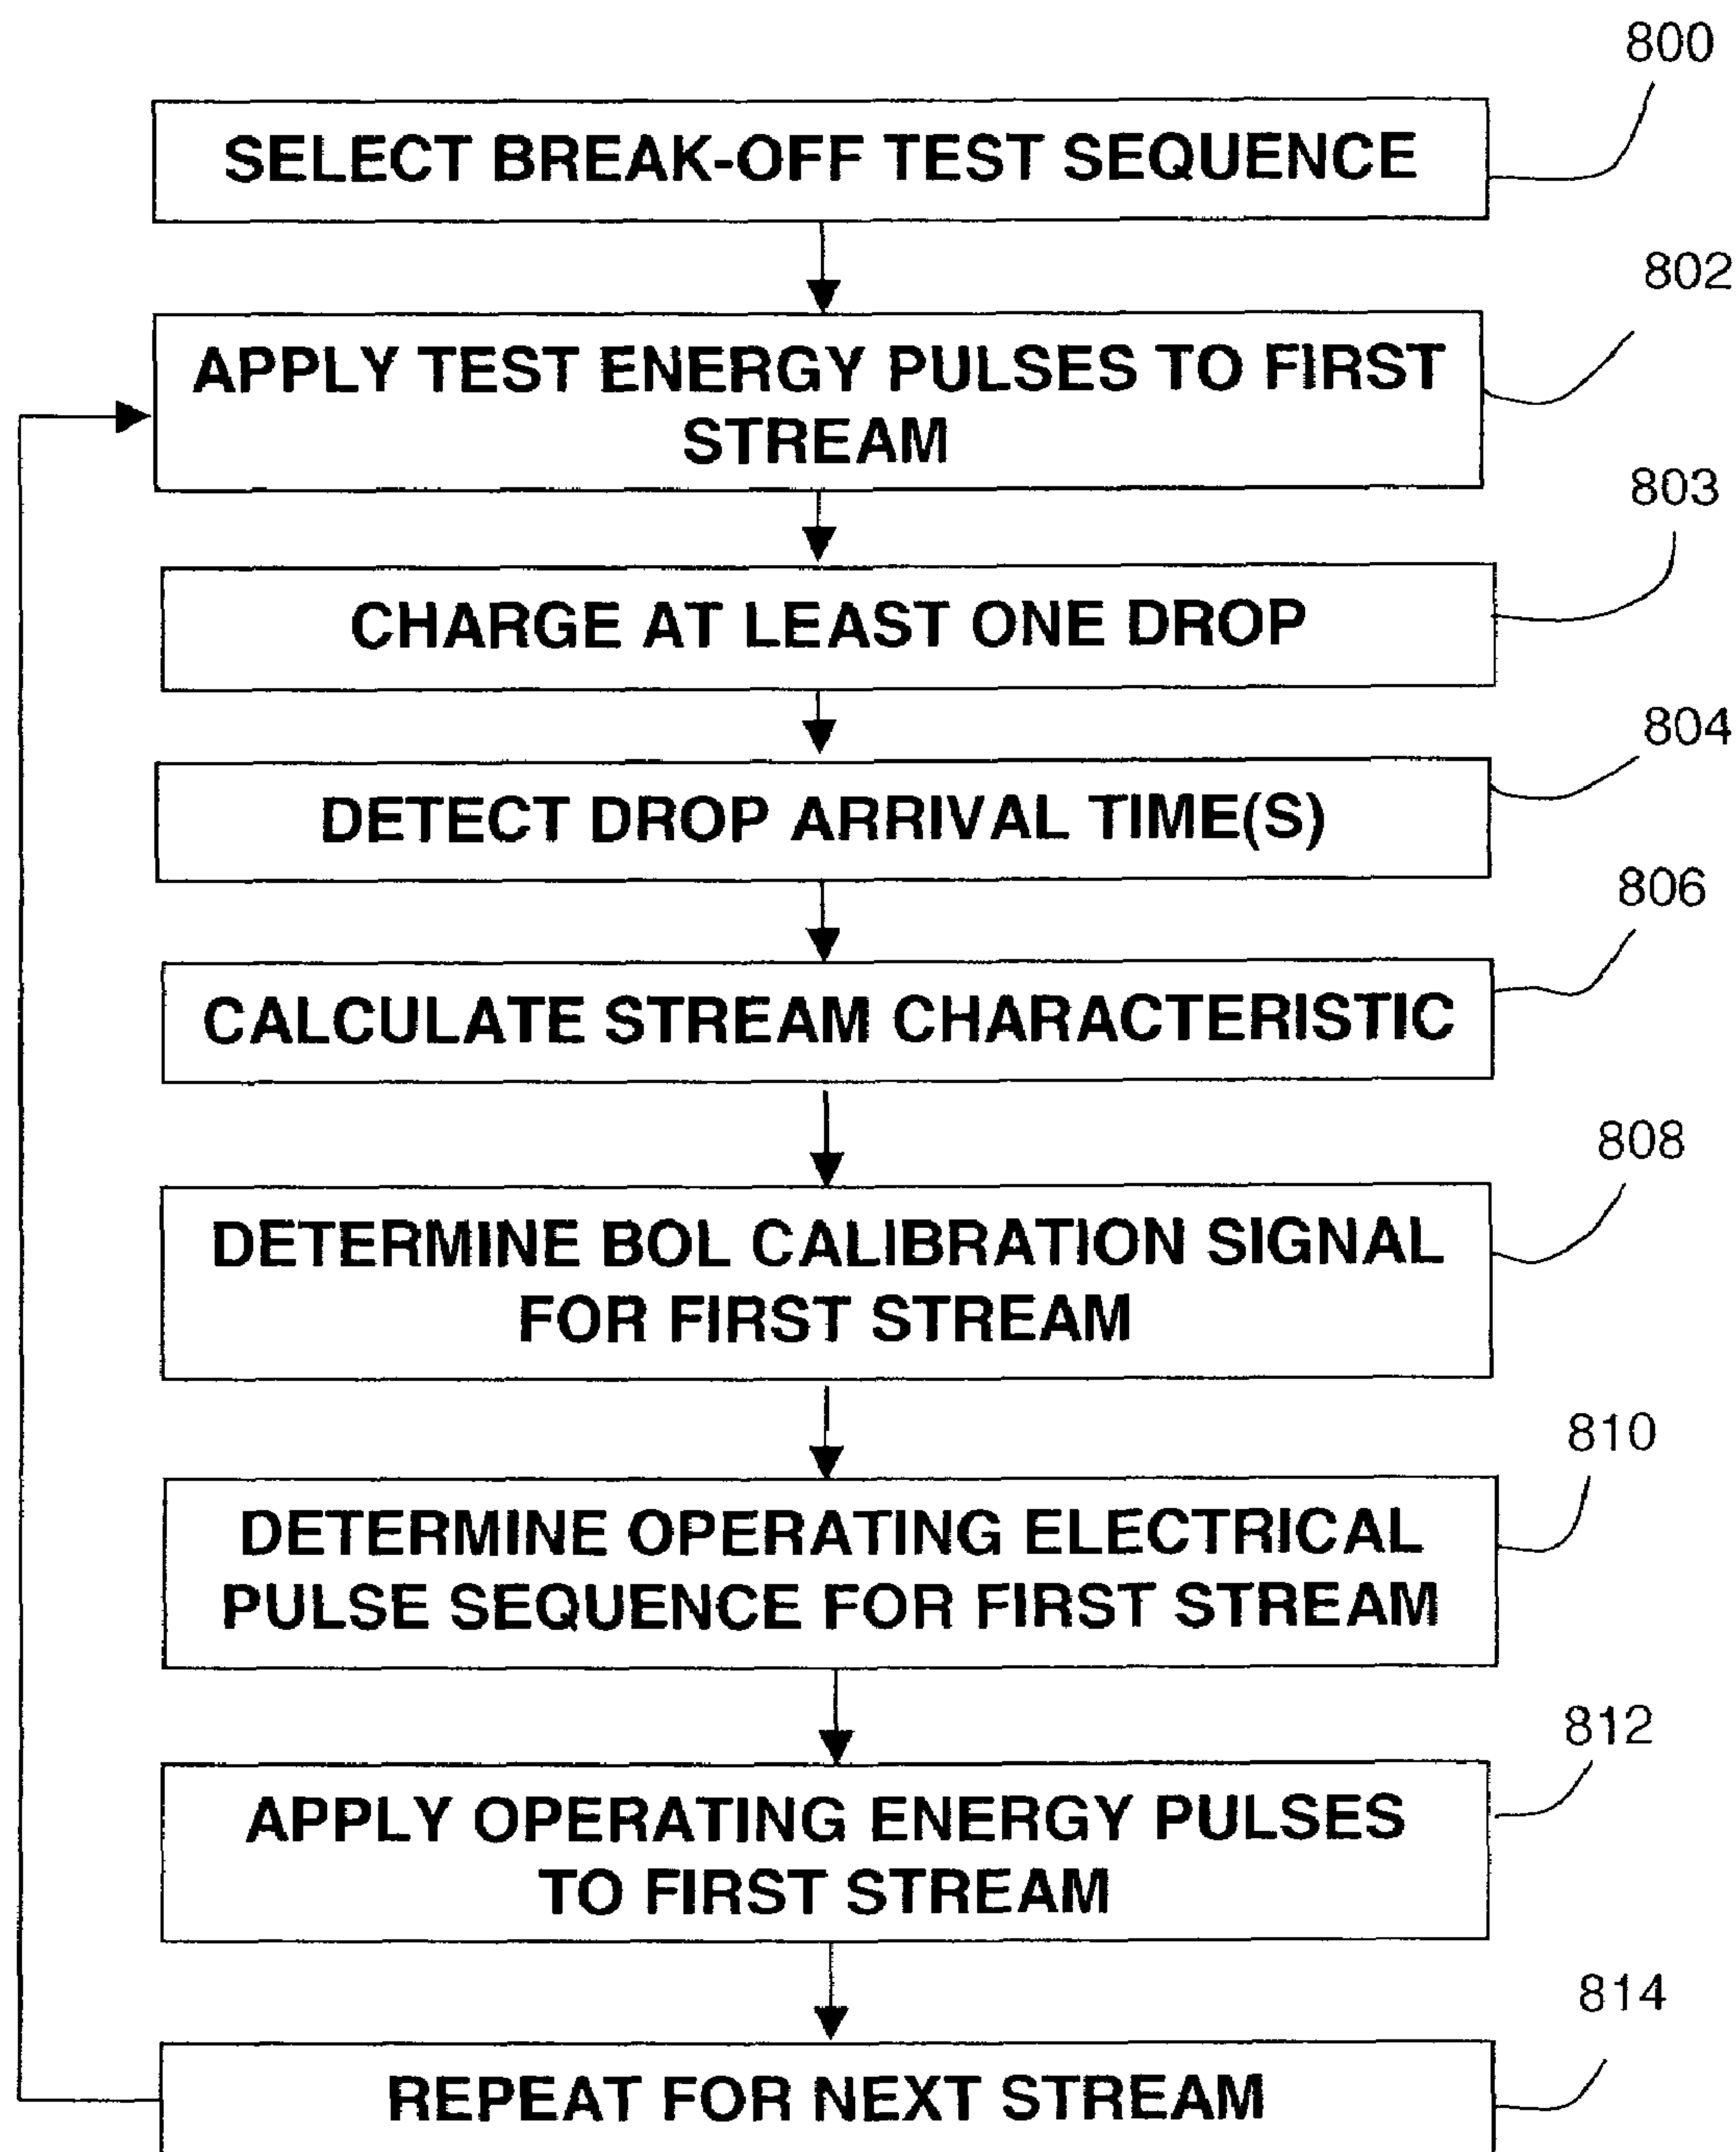 800
SELECT BREAK-OFF TEST SEQUENCE
802
APPLY TEST ENERGY PULSES TO FIRST
STREAM
803
CHARGE AT LEAST ONE DROP
804
DETECT DROP ARRIVAL TIME(S)
806
CALCULATE STREAM CHARACTERISTIC
808
DETERMINE BOL CALIBRATION SIGNAL
FOR FIRST STREAM
810
DETERMINE OPERATING ELECTRICAL
PULSE SEQUENCE FOR FIRST STREAM
812
APPLY OPERATING ENERGY PULSES
TO FIRST STREAM
814
REPEAT FOR NEXT STREAM